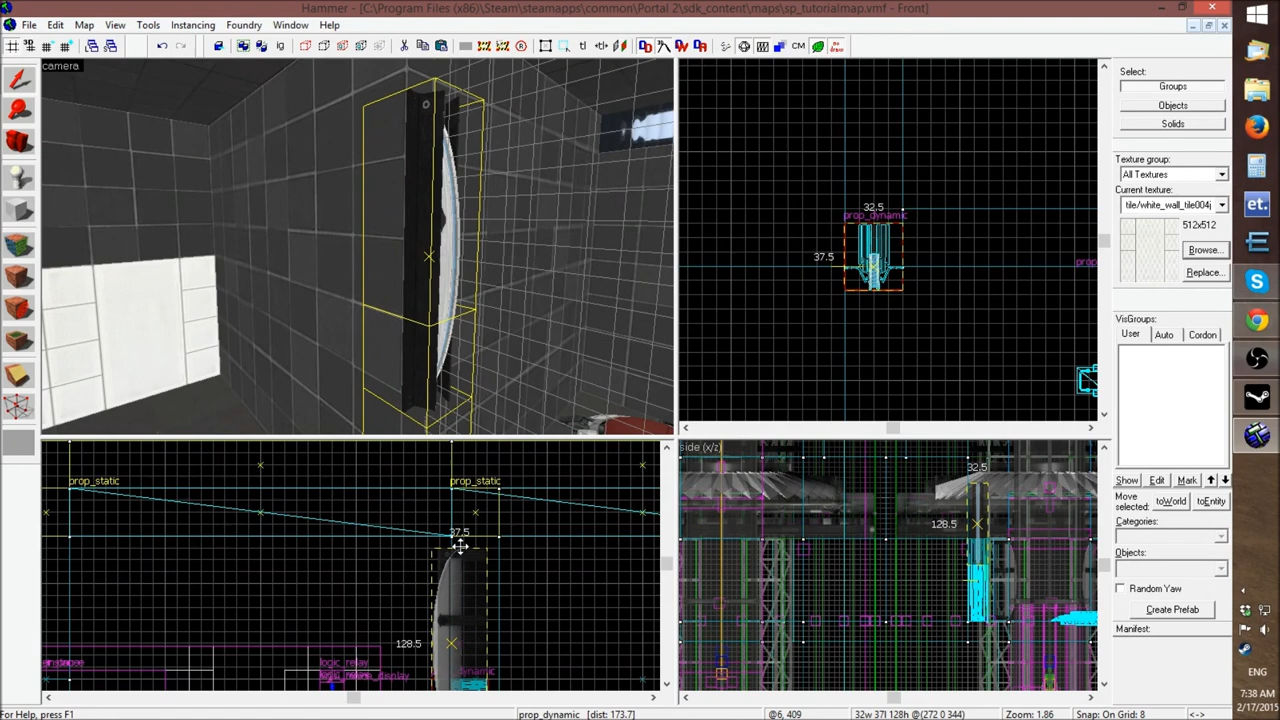 Hammer - [C:\Program Files (x86)\Steam\steamapps\common\Portal 2\sdk_content\maps\sp_tutorialmap.vmf - Front]
File Edit Map View Tools Instancing Foundry Window Help
CM
camera
32.5
prop_dynamic
37.5
prop
Select:
Groups
Objects
Solids
Texture group:
All Textures
Current texture:
tile/white_wall_tile004j
512x512
Browse...
Replace...
VisGroups:
User Auto Cordon
Show Edit Mark
Move selected:
toWorld toEntity
Categories:
Objects:
Random Yaw
Create Prefab
Manifest:
prop_static
prop_static
37.5
128.5
logic_relay
dynamic
side (x/z)
32.5
128.5
et.
ENG
7:38 AM
2/17/2015
For Help, press F1
prop_dynamic [dist: 173.7]
@6, 409
32w 37l 128h @(272 0 344)
Zoom: 1.86
Snap: On Grid: 8
<->